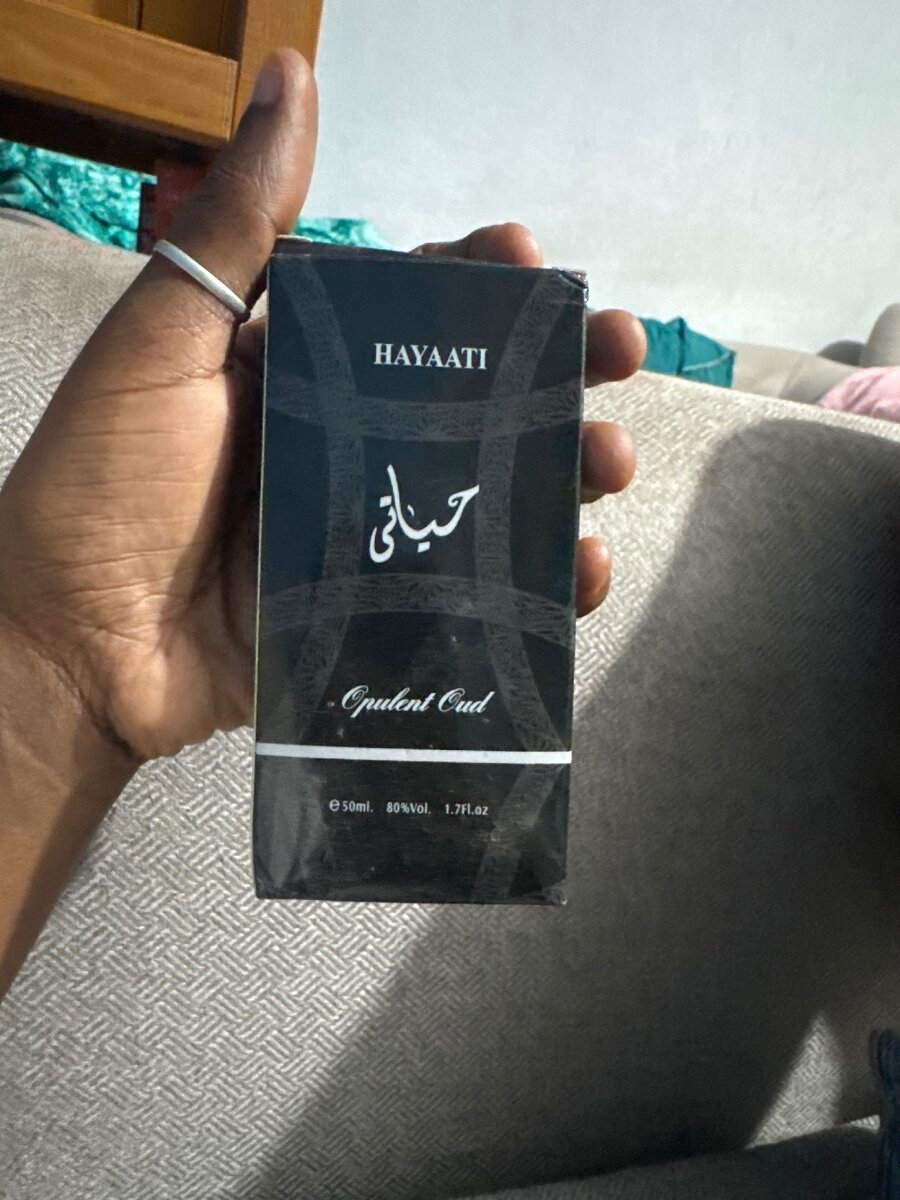 HAYAATI
حياتي
Opulent Oud
℮50ml. 80%Vol. 1.7Fl.oz